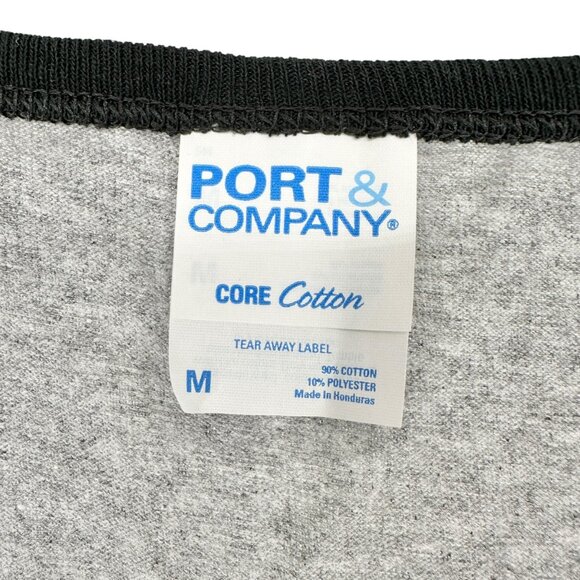 PORT &
COMPANY®
CORE Cotton
TEAR AWAY LABEL
M
90% COTTON
10% POLYESTER
Made in Honduras